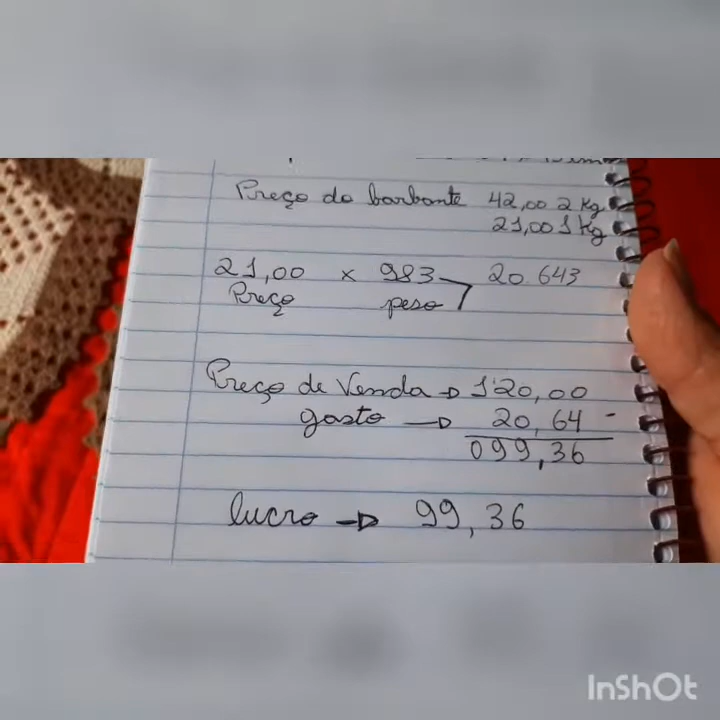 Preço do barbante 42,00 2 Kg
21,00 1 Kg
21,00 x 983 20 643
Preço peso
Preço de Venda → 120,00
gasto → 20,64 -
099,36
lucro → 99,36
InShOt